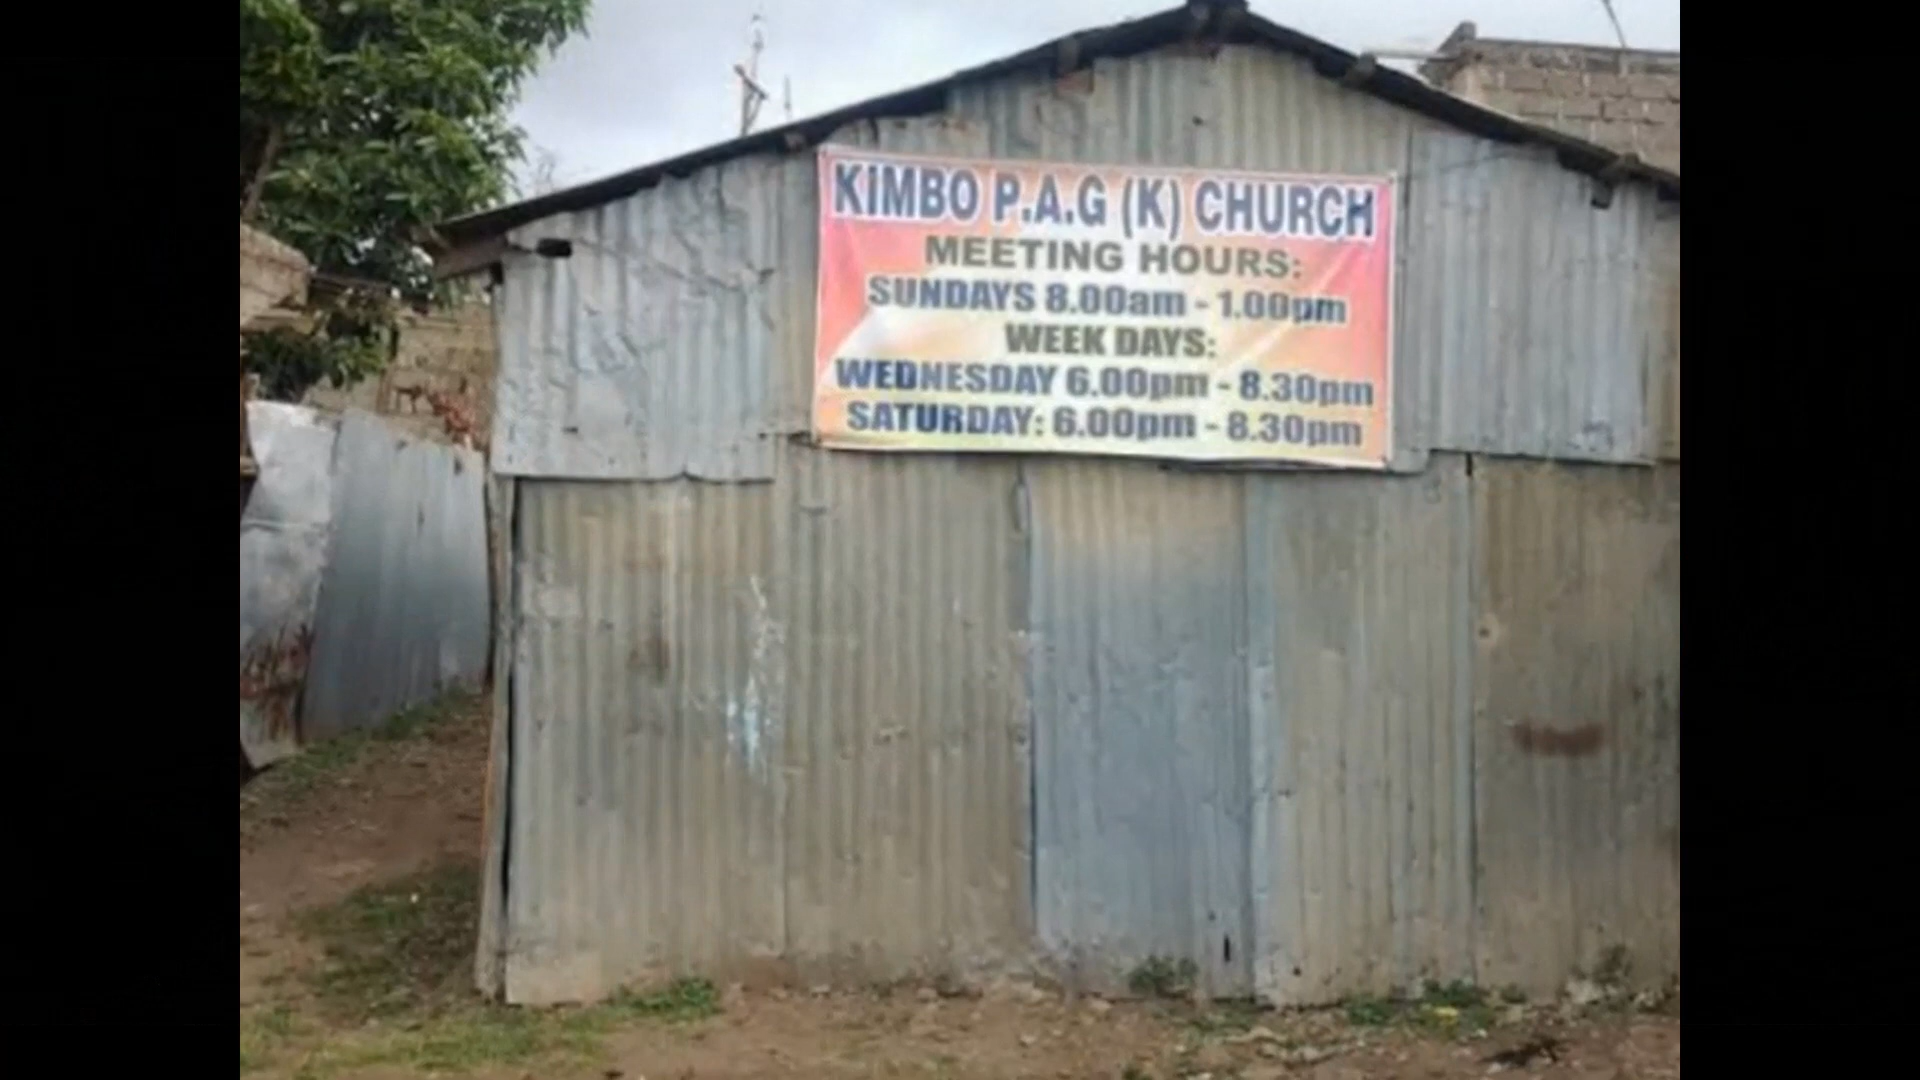 KIMBO P.A.G (K) CHURCH
MEETING HOURS:
SUNDAYS 8.00am - 1.00pm
WEEK DAYS:
WEDNESDAY 6.00pm - 8.30pm
SATURDAY: 6.00pm - 8.30pm